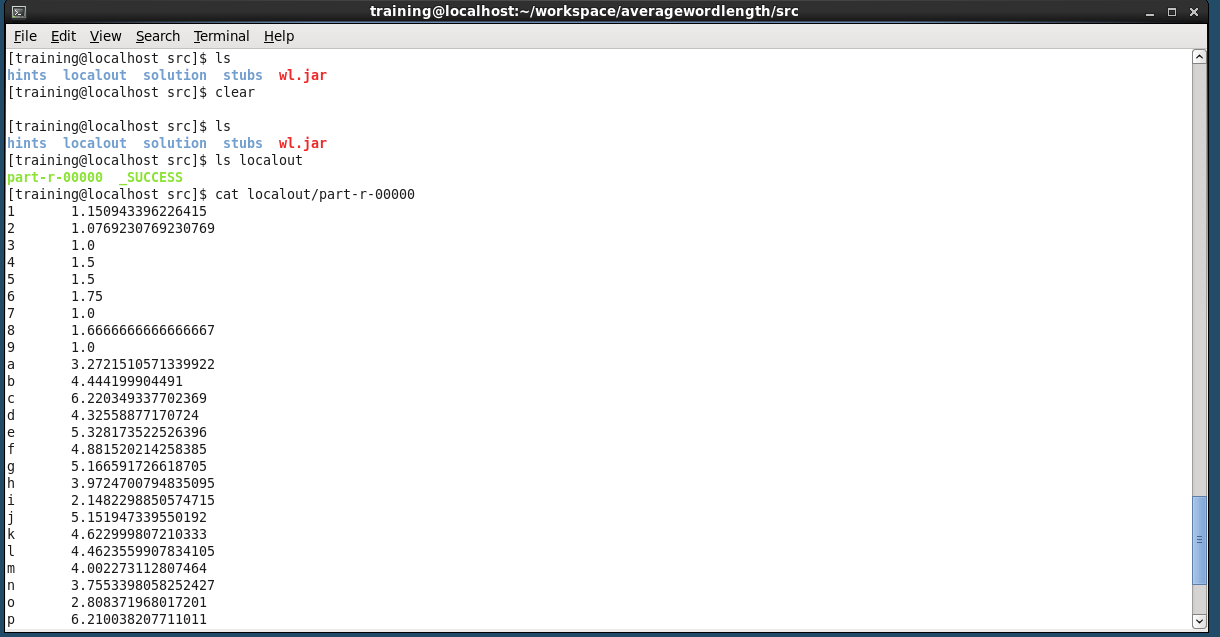 training@localhost:~/workspace/averagewordlength/src
File Edit View Search Terminal Help
[training@localhost src]$ ls
hints localout solution stubs wl.jar
[training@localhost src]$ clear
[training@localhost src]$ ls
hints localout solution stubs wl.jar
[training@localhost src]$ ls localout
part-r-00000 _SUCCESS
[training@localhost src]$ cat localout/part-r-00000
1 1.150943396226415
2 1.0769230769230769
3 1.0
4 1.5
5 1.5
6 1.75
7 1.0
8 1.6666666666666667
9 1.0
a 3.2721510571339922
b 4.444199904491
c 6.220349337702369
d 4.32558877170724
e 5.328173522526396
f 4.881520214258385
g 5.166591726618705
h 3.9724700794835095
i 2.1482298850574715
j 5.151947339550192
k 4.622999807210333
l 4.4623559907834105
m 4.002273112807464
n 3.7553398058252427
o 2.808371968017201
p 6.210038207711011